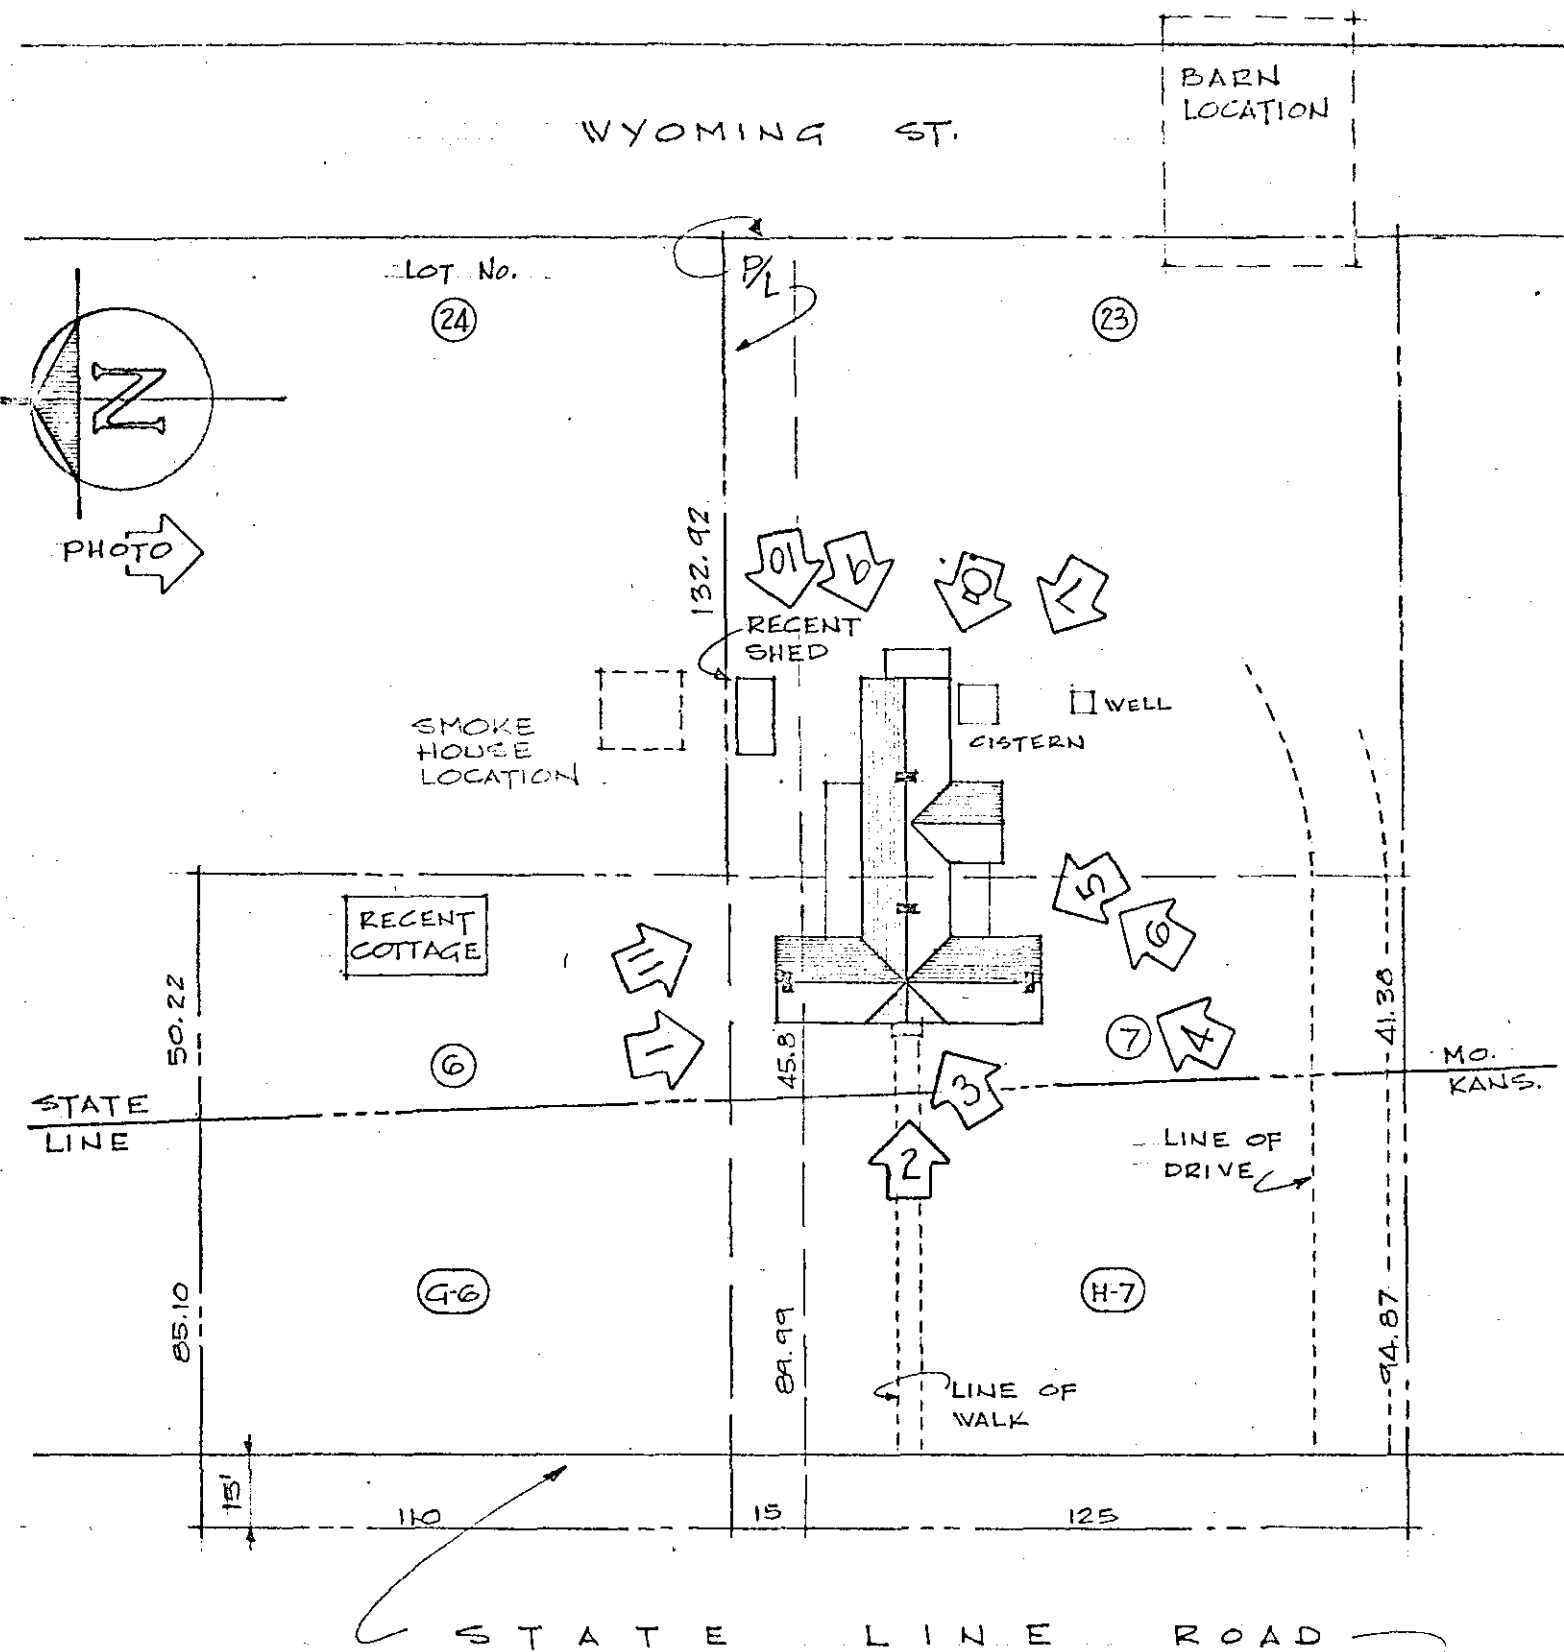 BARN
LOCATION
WYOMING ST.
LOT No.
P/L
24
23
N
PHOTO
132.92
10
9
8
7
RECENT
SHED
SMOKE
HOUSE
LOCATION
WELL
CISTERN
RECENT
COTTAGE
11
5
6
50.22
41.38
6
1
45.8
7
4
3
MO.
KANS.
STATE
LINE
2
LINE OF
DRIVE
G-6
H-7
85.10
89.99
94.87
LINE OF
WALK
15'
110
15
125
STATE LINE ROAD